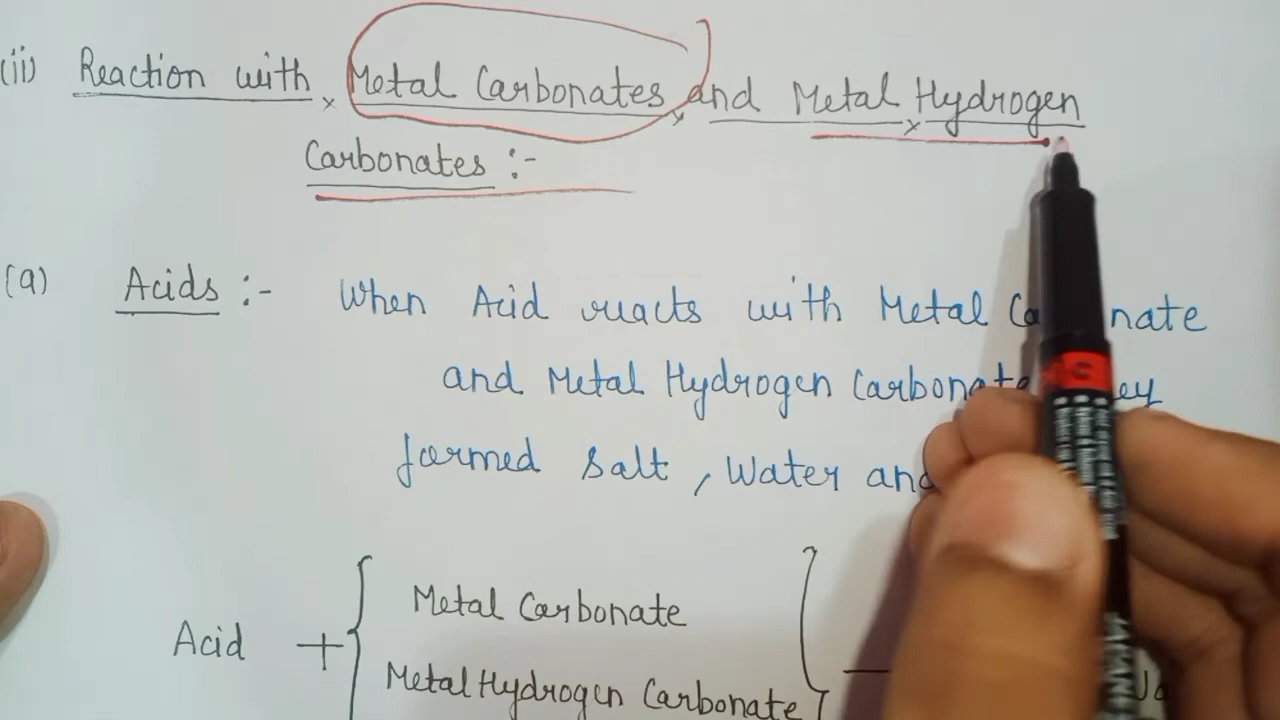 (ii) Reaction with Metal Carbonates and Metal Hydrogen
Carbonates :-
(a) Acids :- When Acid reacts with Metal
and Metal Hydrogen
formed Salt, Water
Acid + { Metal Carbonate
Metal Hydrogen Carbonate }